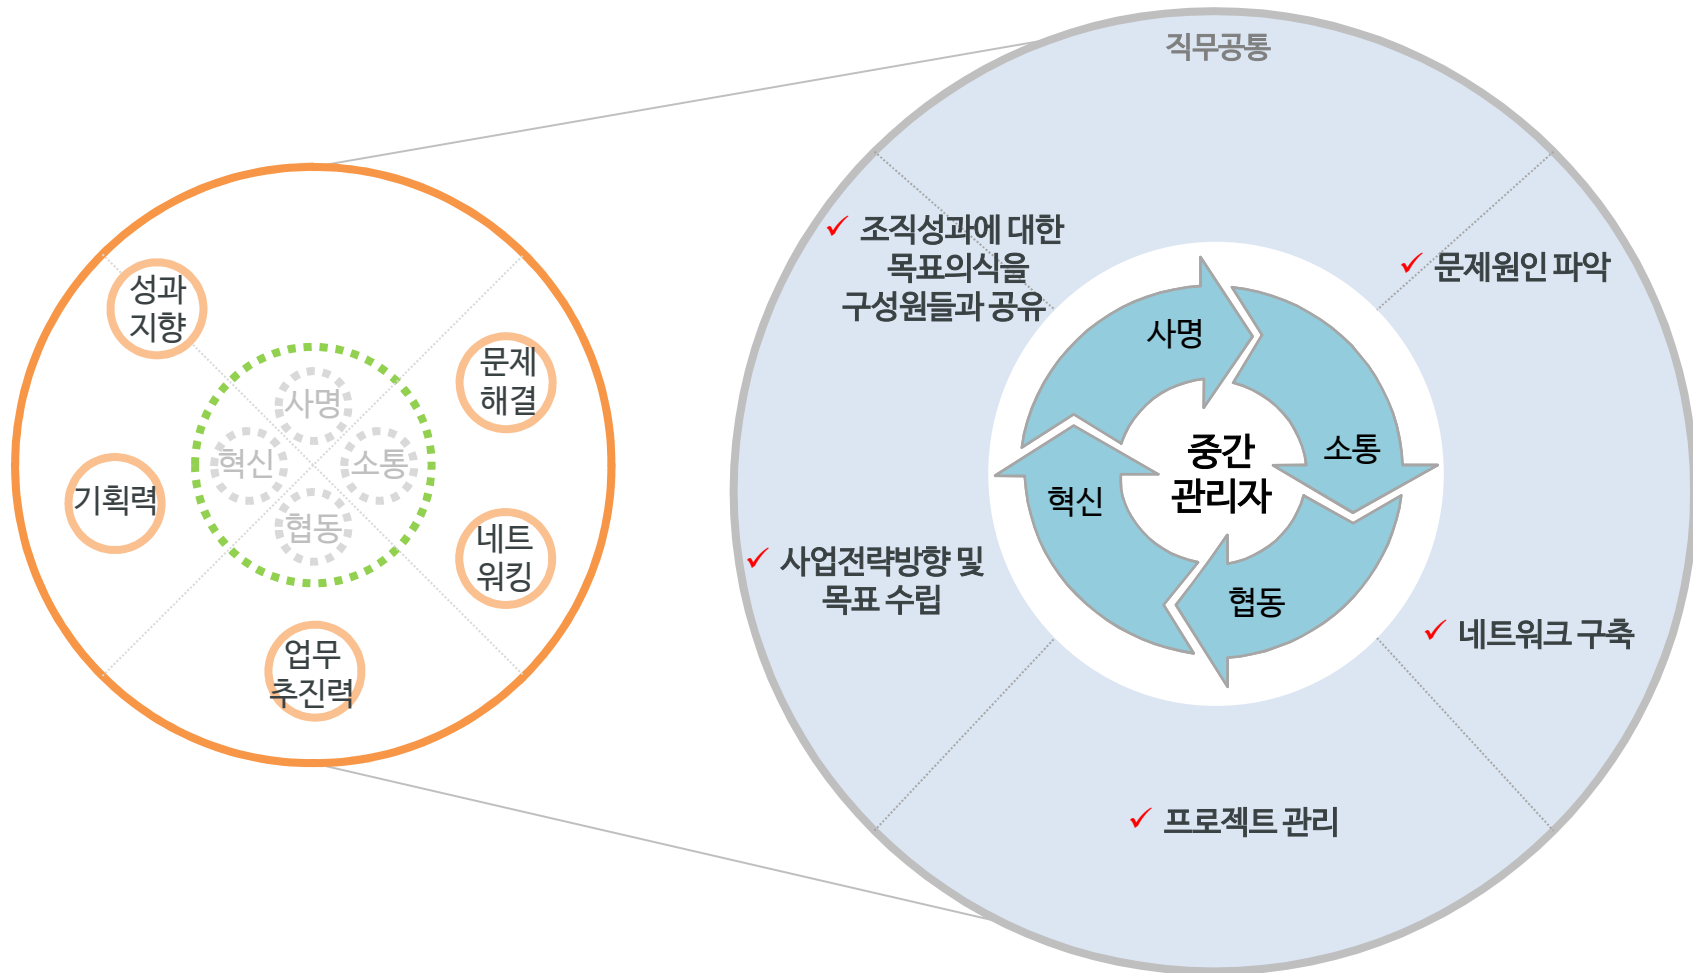 성과
지향
문제
해결
사명
혁신
소통
협동
기획력
네트
워킹
업무
추진력
직무공통
✓ 조직성과에 대한
목표의식을
구성원들과 공유
✓ 문제원인 파악
사명
소통
중간
관리자
혁신
협동
✓ 사업전략방향 및
목표 수립
✓ 네트워크 구축
✓ 프로젝트 관리